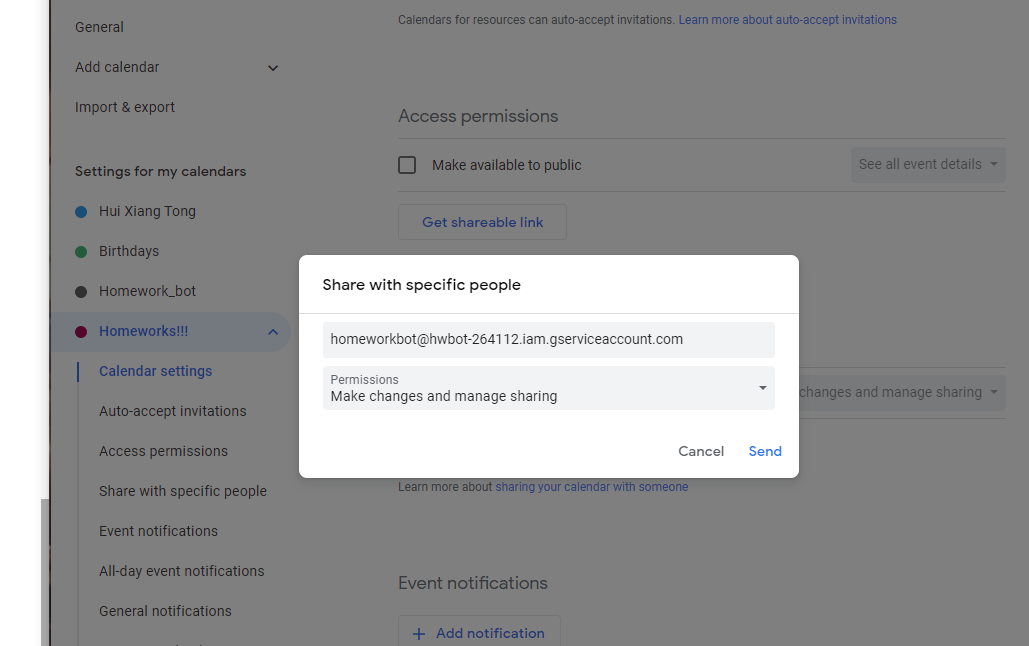 General
Add calendar
Import & export
Settings for my calendars
Hui Xiang Tong
Birthdays
Homework_bot
Homeworks!!!
Calendar settings
Auto-accept invitations
Access permissions
Share with specific people
Event notifications
All-day event notifications
General notifications
Calendars for resources can auto-accept invitations. Learn more about auto-accept invitations
Access permissions
Make available to public
See all event details
Get shareable link
Share with specific people
homeworkbot@hwbot-264112.iam.gserviceaccount.com
Permissions
Make changes and manage sharing
Cancel
Send
changes and manage sharing
Learn more about sharing your calendar with someone
Event notifications
Add notification